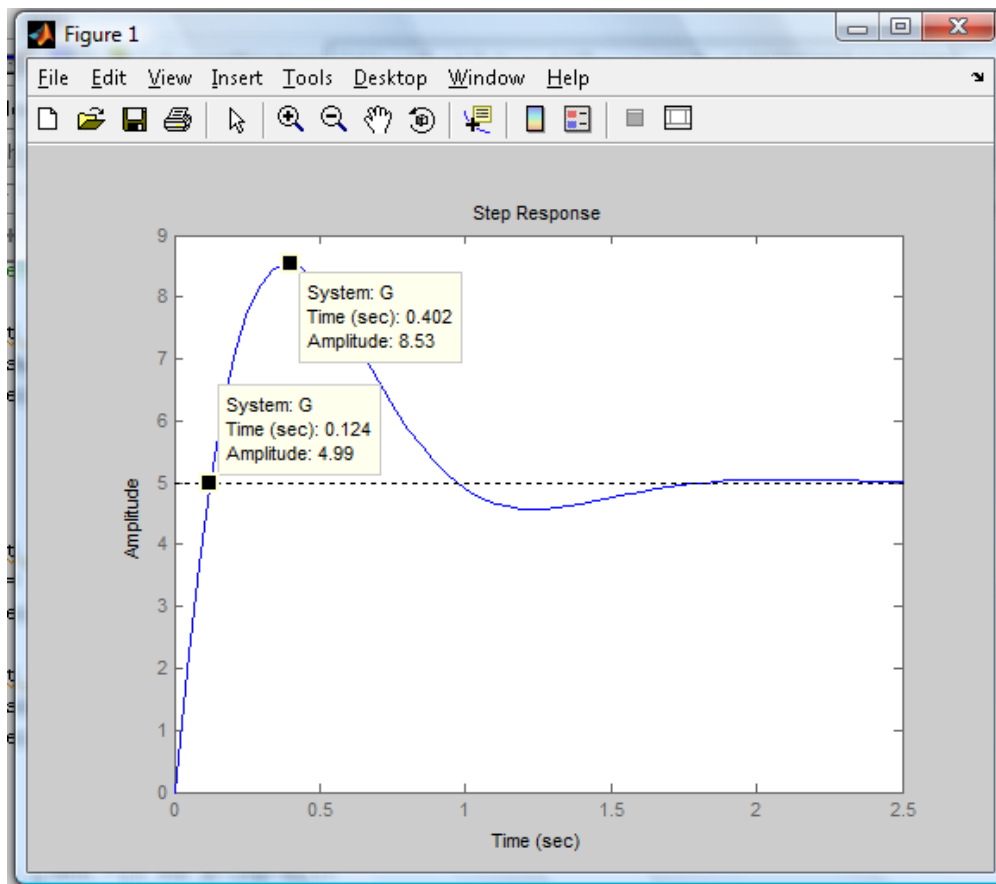 Figure 1
File Edit View Insert Tools Desktop Window Help
Step Response
9
8
7
6
5
4
3
2
1
0
Amplitude
System: G
Time (sec): 0.402
Amplitude: 8.53
System: G
Time (sec): 0.124
Amplitude: 4.99
0 0.5 1 1.5 2 2.5
Time (sec)